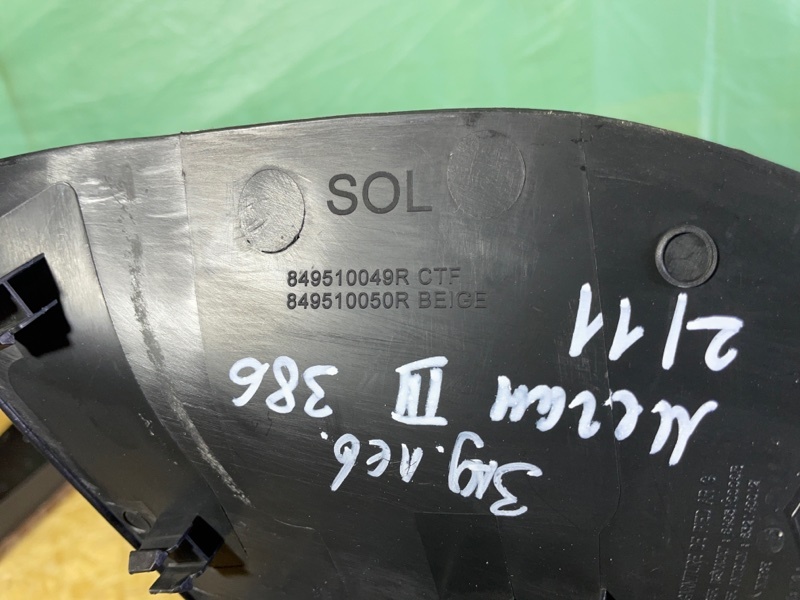 SOL
849510049R CTF
849510050R BEIGE
2/11
Меган III 386
Зад. лев.